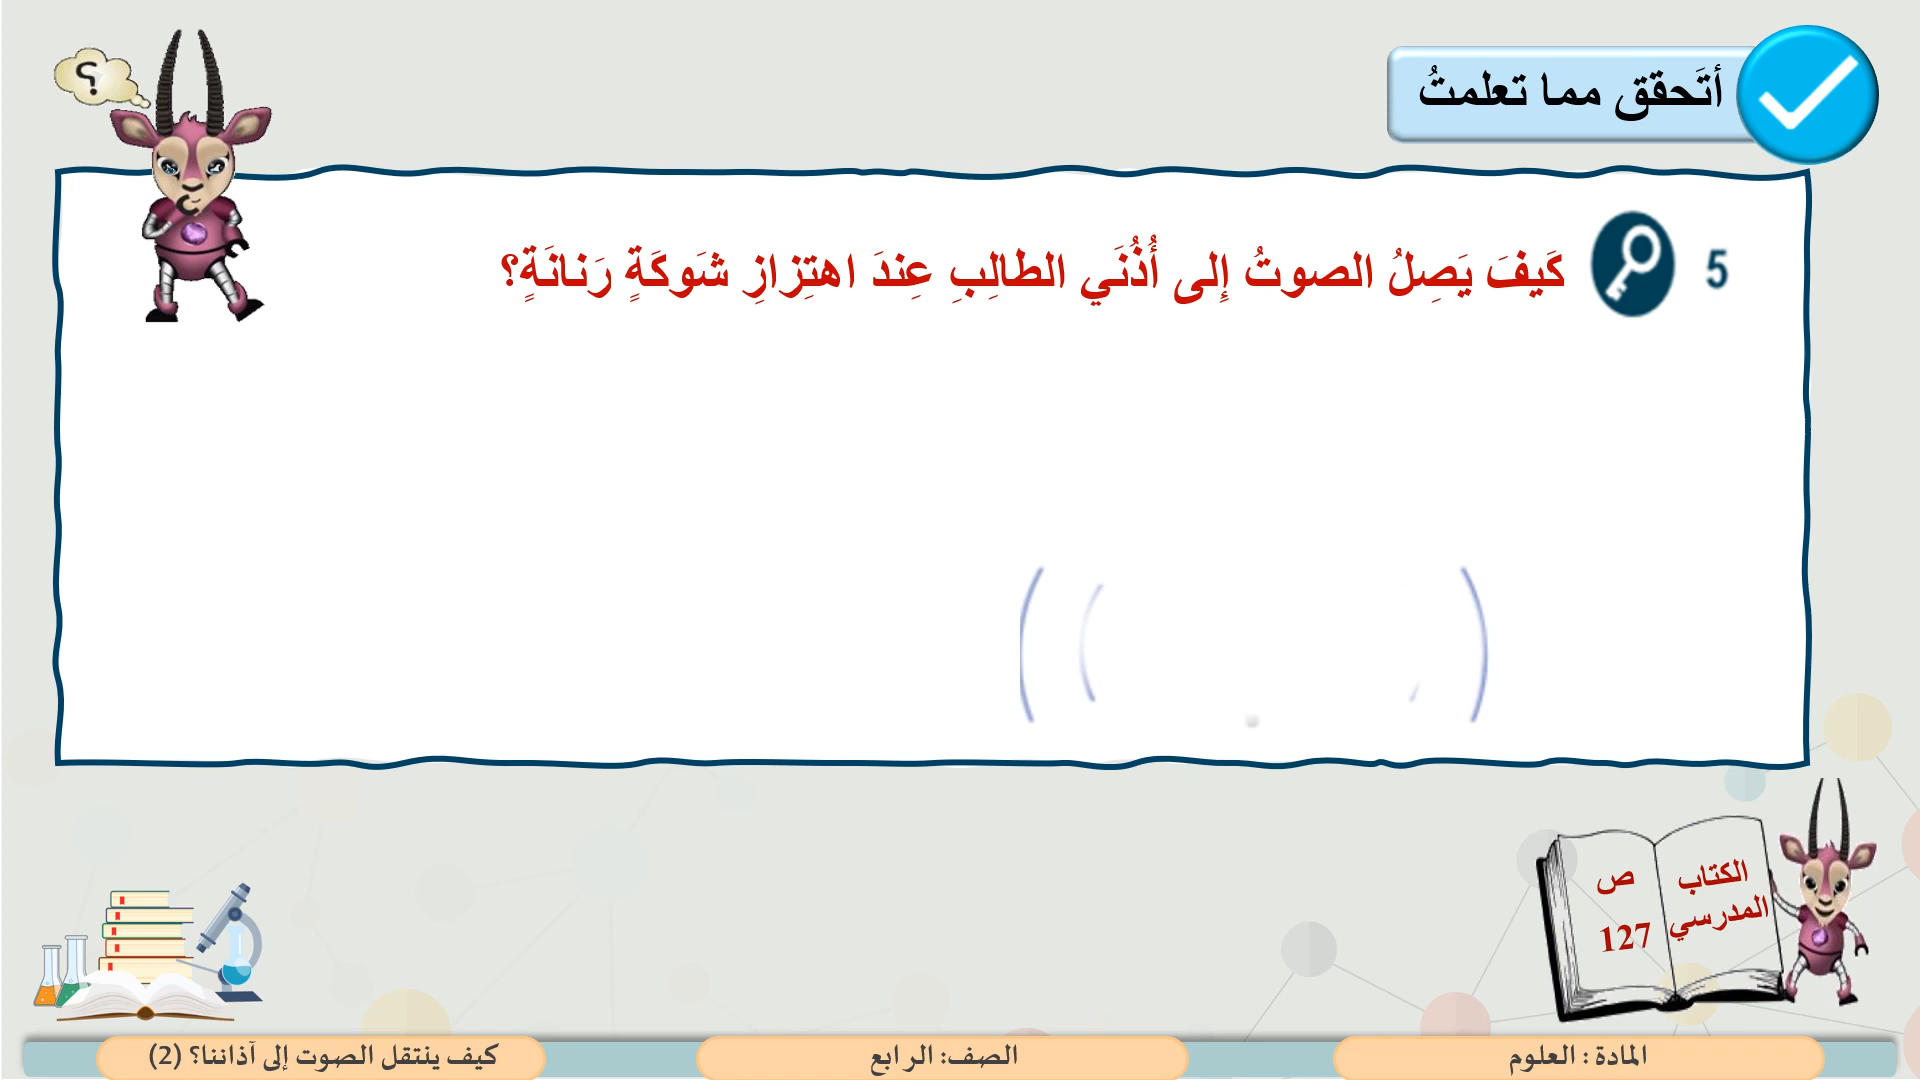 أتَحقق مما تعلمتُ
؟
5 كَيفَ يَصِلُ الصوتُ إِلى أُذُنَي الطالِبِ عِندَ اهتِزازِ شَوكَةٍ رَنانَةٍ؟
الكتاب
المدرسي
ص
127
المادة : العلوم
الصف: الرابع
كيف ينتقل الصوت إلى آذاننا؟ (2)